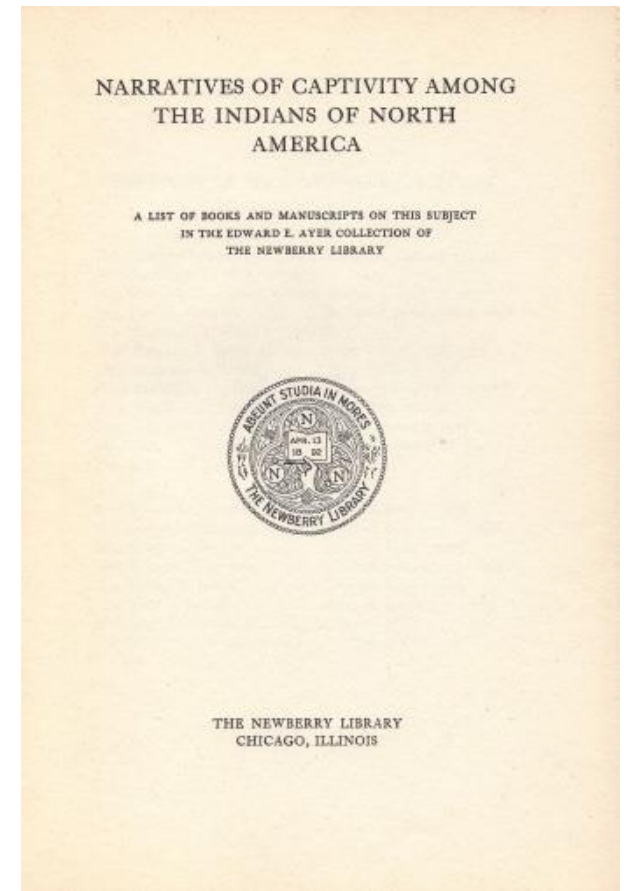 NARRATIVES OF CAPTIVITY AMONG
THE INDIANS OF NORTH
AMERICA
A LIST OF BOOKS AND MANUSCRIPTS ON THIS SUBJECT
IN THE EDWARD E. AYER COLLECTION OF
THE NEWBERRY LIBRARY
ABEUNT STUDIA IN MORES
N
APR. 13
18 92
N N
THE NEWBERRY LIBRARY
THE NEWBERRY LIBRARY
CHICAGO, ILLINOIS